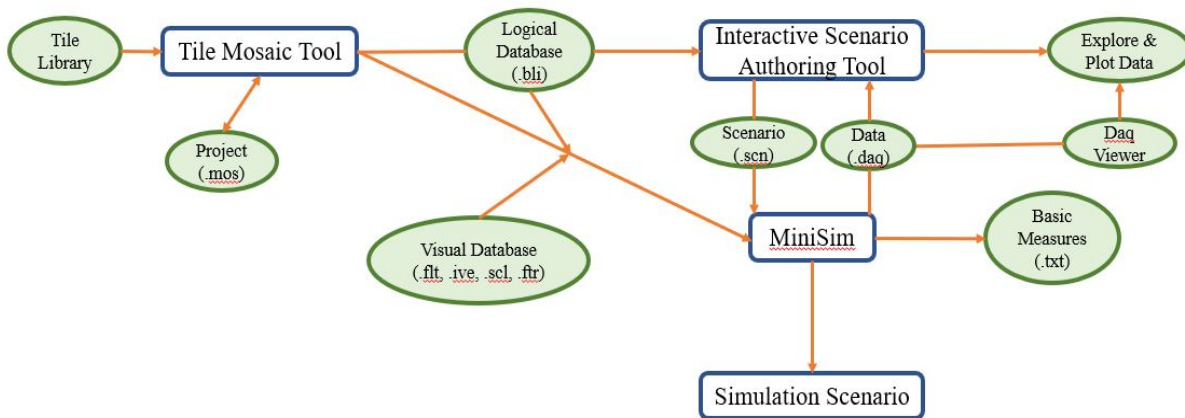 Tile
Library
Tile Mosaic Tool
Logical
Database
(.bli)
Interactive Scenario
Authoring Tool
Explore &
Plot Data
Project
(.mos)
Scenario
(.scn)
Data
(.daq)
Daq
Viewer
Visual Database
(.flt, .ive, .scl, .ftr)
MiniSim
Basic
Measures
(.txt)
Simulation Scenario